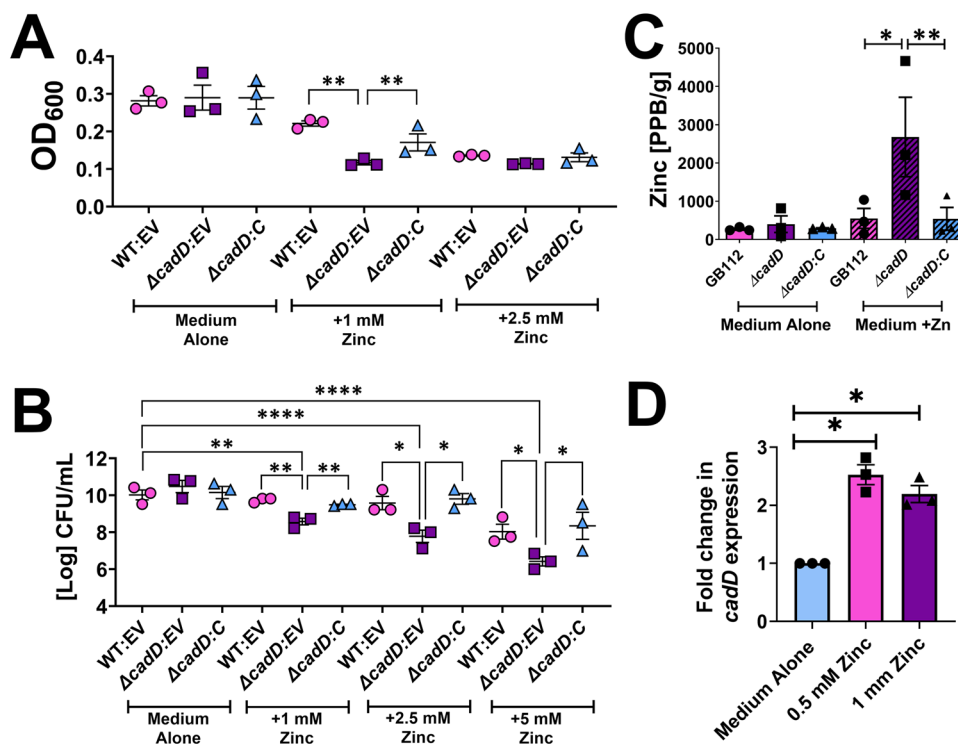 A
OD600
0.4
0.3
0.2
0.1
0.0
** **
WT:EV
ΔcadD:EV
ΔcadD:C
WT:EV
ΔcadD:EV
ΔcadD:C
WT:EV
ΔcadD:EV
ΔcadD:C
Medium
Alone
+1 mM
Zinc
+2.5 mM
Zinc
B
[Log] CFU/mL
12
10
8
6
4
****
****
**
** **
* *
* *
WT:EV
ΔcadD:EV
ΔcadD:C
WT:EV
ΔcadD:EV
ΔcadD:C
WT:EV
ΔcadD:EV
ΔcadD:C
WT:EV
ΔcadD:EV
ΔcadD:C
Medium
Alone
+1 mM
Zinc
+2.5 mM
Zinc
+5 mM
Zinc
C
Zinc [PPB/g]
5000
4000
3000
2000
1000
0
* **
GB112
ΔcadD
ΔcadD:C
GB112
ΔcadD
ΔcadD:C
Medium Alone
Medium +Zn
D
Fold change in
cadD expression
3
2
1
0
*
*
Medium Alone
0.5 mM Zinc
1 mm Zinc